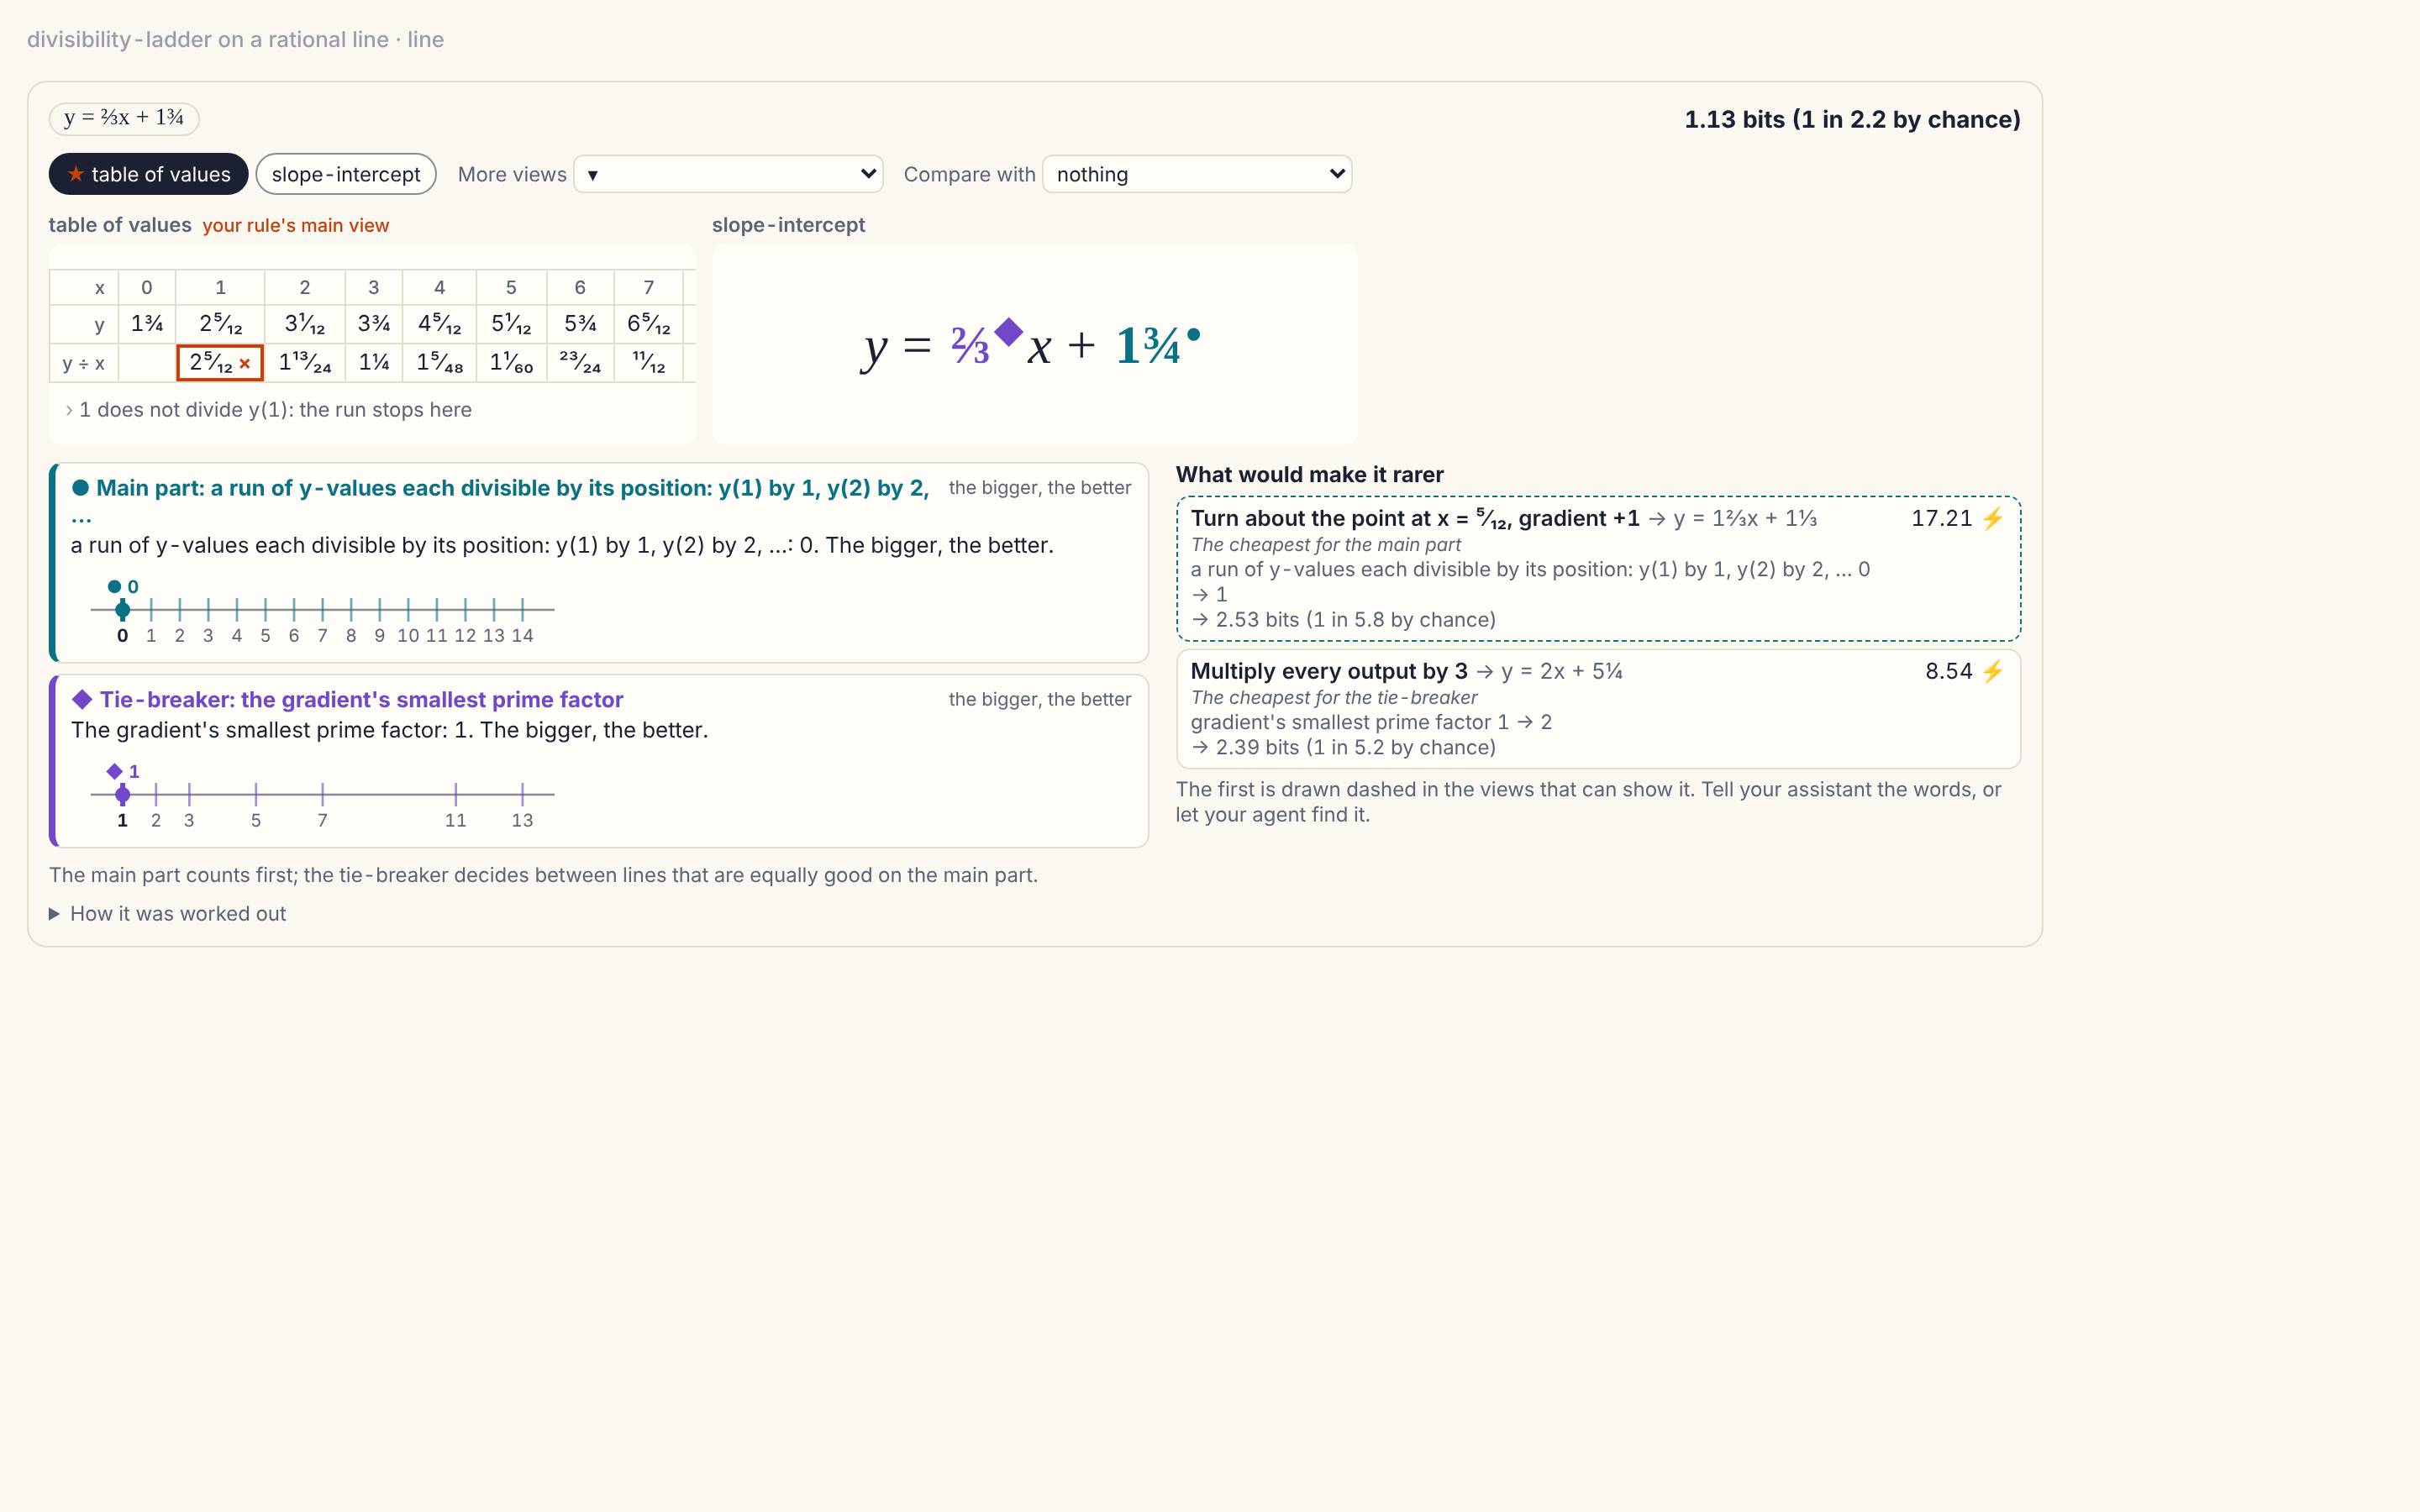 divisibility-ladder on a rational line · line
y = ⅔x + 1¾
1.13 bits (1 in 2.2 by chance)
★ table of values
slope-intercept
More views ▾
Compare with nothing
table of values your rule's main view
x 0 1 2 3 4 5 6 7
y 1¾ 2⁵⁄₁₂ 3¹⁄₁₂ 3¾ 4⁵⁄₁₂ 5¹⁄₁₂ 5¾ 6⁵⁄₁₂
y ÷ x 2⁵⁄₁₂ × 1¹³⁄₂₄ 1¼ 1⁵⁄₄₈ 1¹⁄₆₀ ²³⁄₂₄ ¹¹⁄₁₂
› 1 does not divide y(1): the run stops here
slope-intercept
y = ⅔◆x + 1¾•
● Main part: a run of y-values each divisible by its position: y(1) by 1, y(2) by 2,
…
the bigger, the better
a run of y-values each divisible by its position: y(1) by 1, y(2) by 2, …: 0. The bigger, the better.
● 0
0 1 2 3 4 5 6 7 8 9 10 11 12 13 14
◆ Tie-breaker: the gradient's smallest prime factor
the bigger, the better
The gradient's smallest prime factor: 1. The bigger, the better.
◆ 1
1 2 3 5 7 11 13
The main part counts first; the tie-breaker decides between lines that are equally good on the main part.
▶ How it was worked out
What would make it rarer
Turn about the point at x = ⁵⁄₁₂, gradient +1 → y = 1⅔x + 1⅓ 17.21 ⚡
The cheapest for the main part
a run of y-values each divisible by its position: y(1) by 1, y(2) by 2, … 0
→ 1
→ 2.53 bits (1 in 5.8 by chance)
Multiply every output by 3 → y = 2x + 5¼ 8.54 ⚡
The cheapest for the tie-breaker
gradient's smallest prime factor 1 → 2
→ 2.39 bits (1 in 5.2 by chance)
The first is drawn dashed in the views that can show it. Tell your assistant the words, or
let your agent find it.